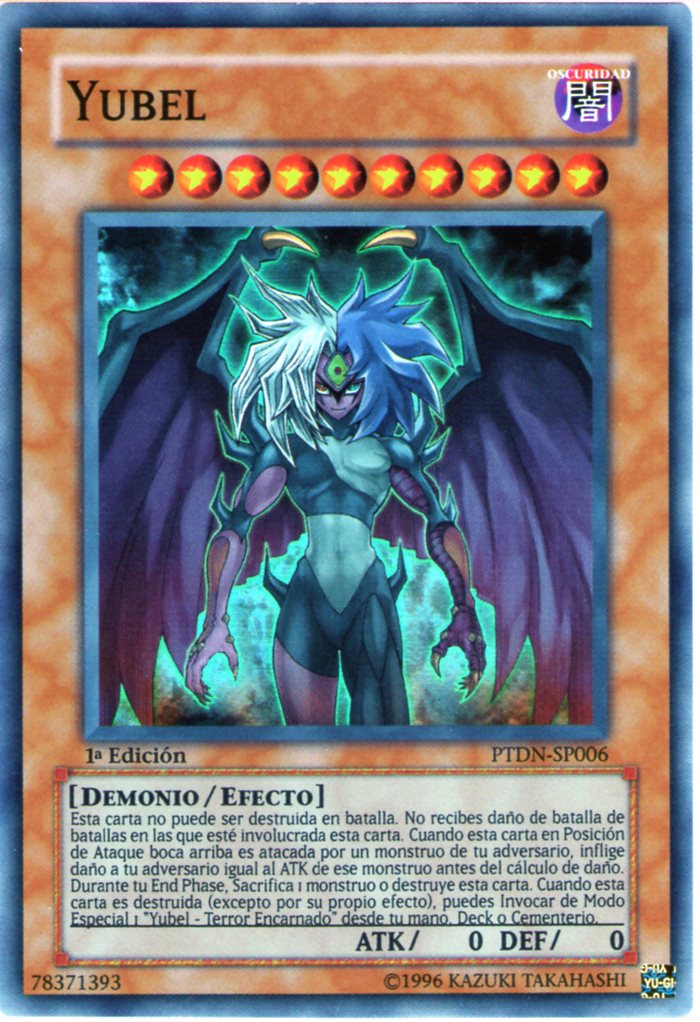 YUBEL
OSCURIDAD
闇
1ª Edición
PTDN-SP006
[DEMONIO / EFECTO]
Esta carta no puede ser destruida en batalla. No recibes daño de batalla de
batallas en las que esté involucrada esta carta. Cuando esta carta en Posición
de Ataque boca arriba es atacada por un monstruo de tu adversario, inflige
daño a tu adversario igual al ATK de ese monstruo antes del cálculo de daño.
Durante tu End Phase, Sacrifica 1 monstruo o destruye esta carta. Cuando esta
carta es destruida (excepto por su propio efecto), puedes Invocar de Modo
Especial 1 "Yubel - Terror Encarnado" desde tu mano, Deck o Cementerio.
ATK/ 0 DEF/ 0
78371393
©1996 KAZUKI TAKAHASHI
YU-GI